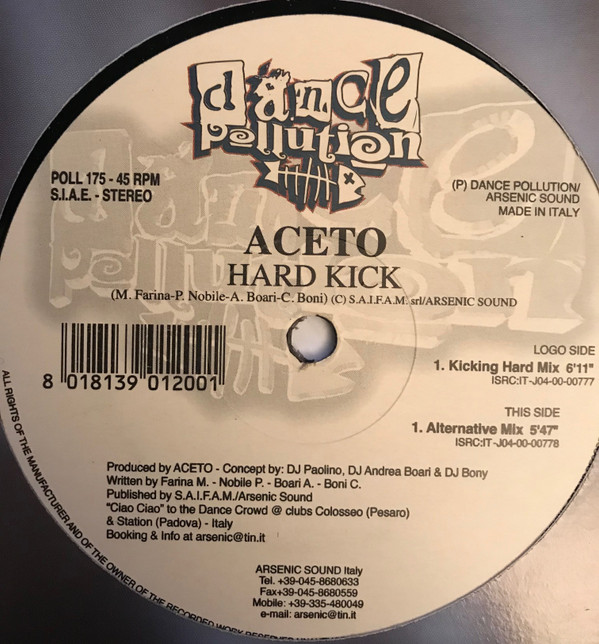 dance
pollution
POLL 175 - 45 RPM
S.I.A.E. - STEREO
(P) DANCE POLLUTION/
ARSENIC SOUND
MADE IN ITALY
ACETO
HARD KICK
(M. Farina-P. Nobile-A. Boari-C. Boni) (C) S.A.I.F.A.M. srl/ARSENIC SOUND
8 018139 012001
LOGO SIDE
1. Kicking Hard Mix 6'11"
ISRC:IT-J04-00-00777
THIS SIDE
1. Alternative Mix 5'47"
ISRC:IT-J04-00-00778
Produced by ACETO - Concept by: DJ Paolino, DJ Andrea Boari & DJ Bony
Written by Farina M. - Nobile P. - Boari A. - Boni C.
Published by S.A.I.F.A.M./Arsenic Sound
"Ciao Ciao" to the Dance Crowd @ clubs Colosseo (Pesaro)
& Station (Padova) - Italy
Booking & Info at arsenic@tin.it
ARSENIC SOUND Italy
Tel. +39-045-8680633
Fax+39-045-8680559
Mobile: +39-335-480049
e-mail: arsenic@tin.it
ALL RIGHTS OF THE MANUFACTURER AND OF THE OWNER OF THE RECORDED WORK RESERVED